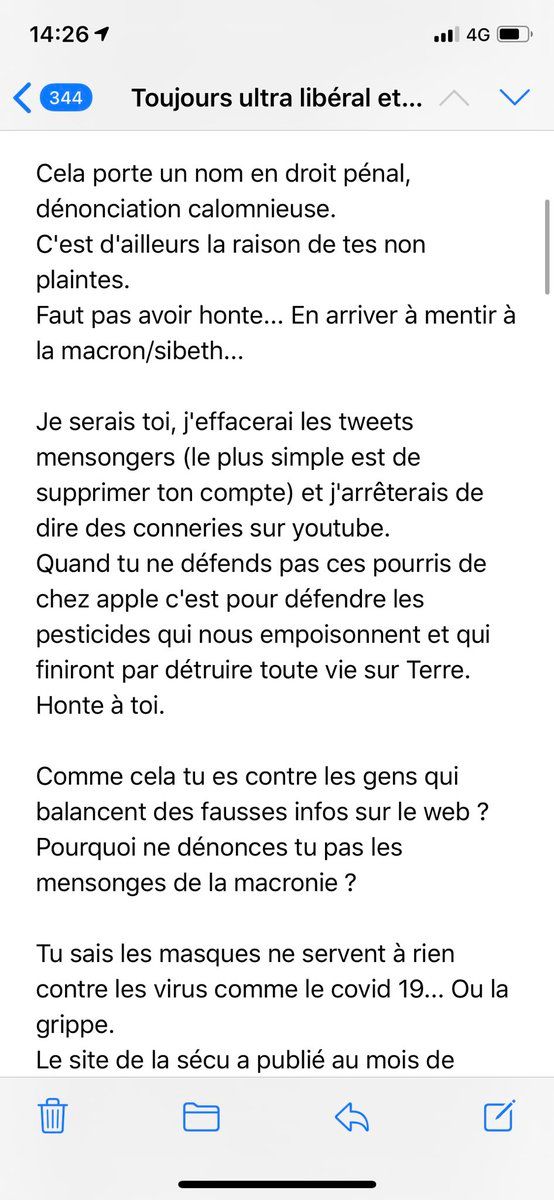 14:26
4G
344
Toujours ultra libéral et...
Cela porte un nom en droit pénal,
dénonciation calomnieuse.
C'est d'ailleurs la raison de tes non
plaintes.
Faut pas avoir honte... En arriver à mentir à
la macron/sibeth...
Je serais toi, j'effacerai les tweets
mensongers (le plus simple est de
supprimer ton compte) et j'arrêterais de
dire des conneries sur youtube.
Quand tu ne défends pas ces pourris de
chez apple c'est pour défendre les
pesticides qui nous empoisonnent et qui
finiront par détruire toute vie sur Terre.
Honte à toi.
Comme cela tu es contre les gens qui
balancent des fausses infos sur le web ?
Pourquoi ne dénonces tu pas les
mensonges de la macronie ?
Tu sais les masques ne servent à rien
contre les virus comme le covid 19... Ou la
grippe.
Le site de la sécu a publié au mois de